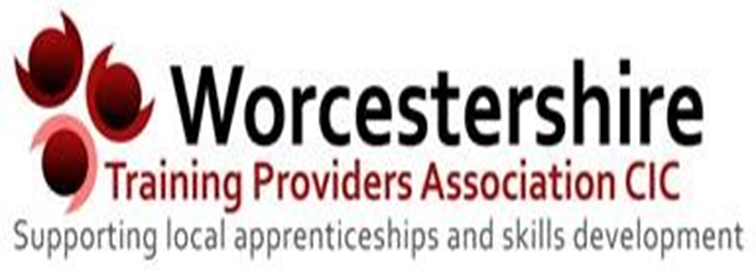 Worcestershire
Training Providers Association CIC
Supporting local apprenticeships and skills development